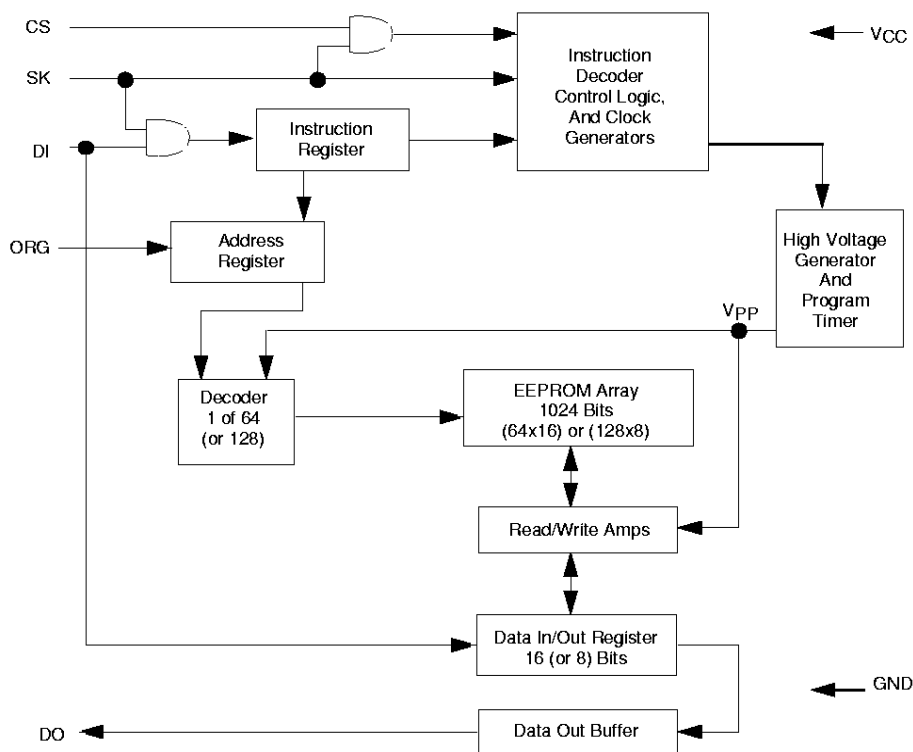 CS
SK
DI
ORG
Instruction
Register
Address
Register
Instruction
Decoder
Control Logic,
And Clock
Generators
VCC
High Voltage
Generator
And
Program
Timer
VPP
Decoder
1 of 64
(or 128)
EEPROM Array
1024 Bits
(64x16) or (128x8)
Read/Write Amps
Data In/Out Register
16 (or 8) Bits
GND
Data Out Buffer
DO